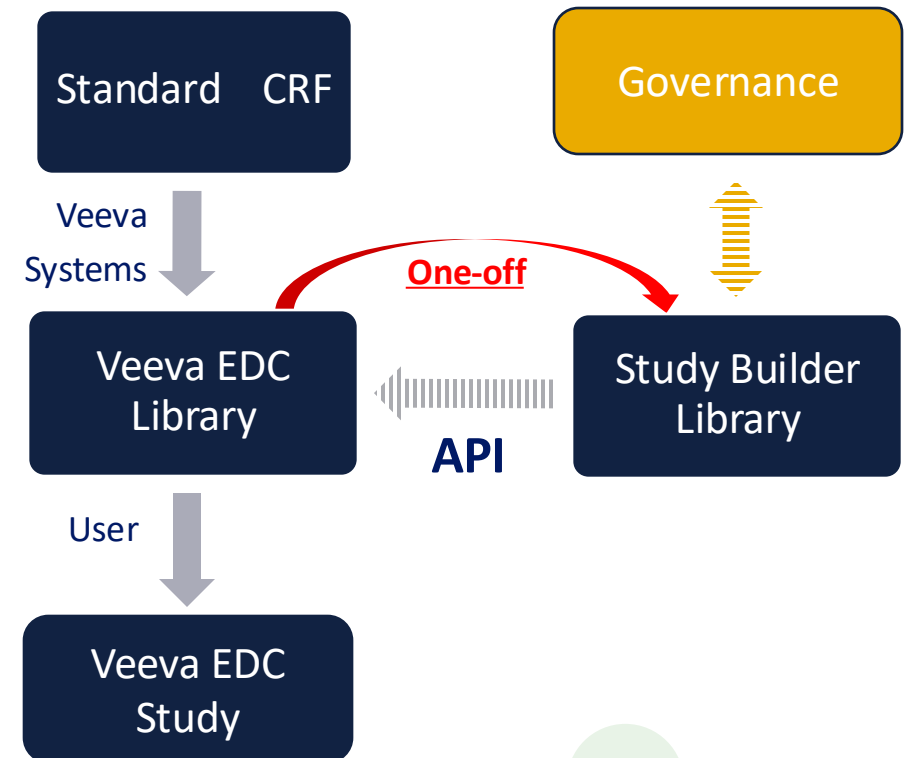 Standard CRF
Governance
Veeva
Systems
One-off
Veeva EDC
Library
Study Builder
Library
API
User
Veeva EDC
Study